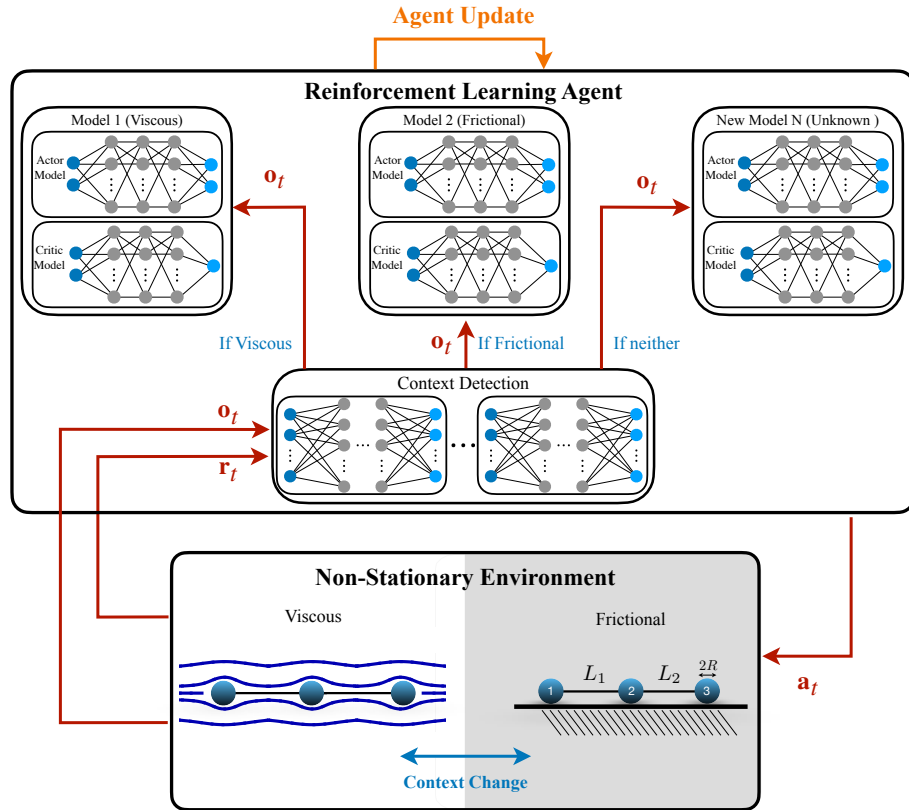 Agent Update
Reinforcement Learning Agent
Model 1 (Viscous)
Actor
Model
Critic
Model
Model 2 (Frictional)
Actor
Model
Critic
Model
New Model N (Unknown )
Actor
Model
Critic
Model
o_t
o_t
If Viscous
o_t
If Frictional
If neither
Context Detection
o_t
r_t
Non-Stationary Environment
Viscous
Frictional
L_1
L_2
2R
1
2
3
a_t
Context Change